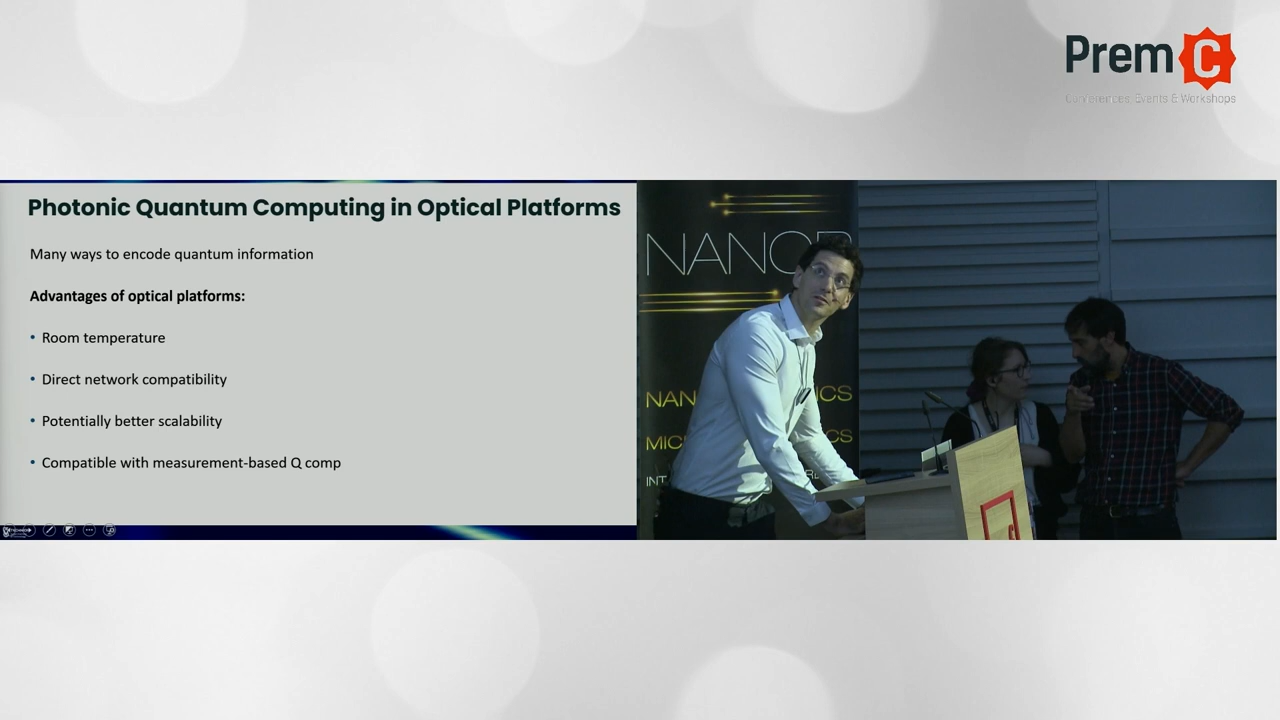 Prem C
Conferences, Events & Workshops
Photonic Quantum Computing in Optical Platforms
Many ways to encode quantum information
Advantages of optical platforms:
• Room temperature
• Direct network compatibility
• Potentially better scalability
• Compatible with measurement-based Q comp
NANOP
NAN ICS
MIC CS
INT